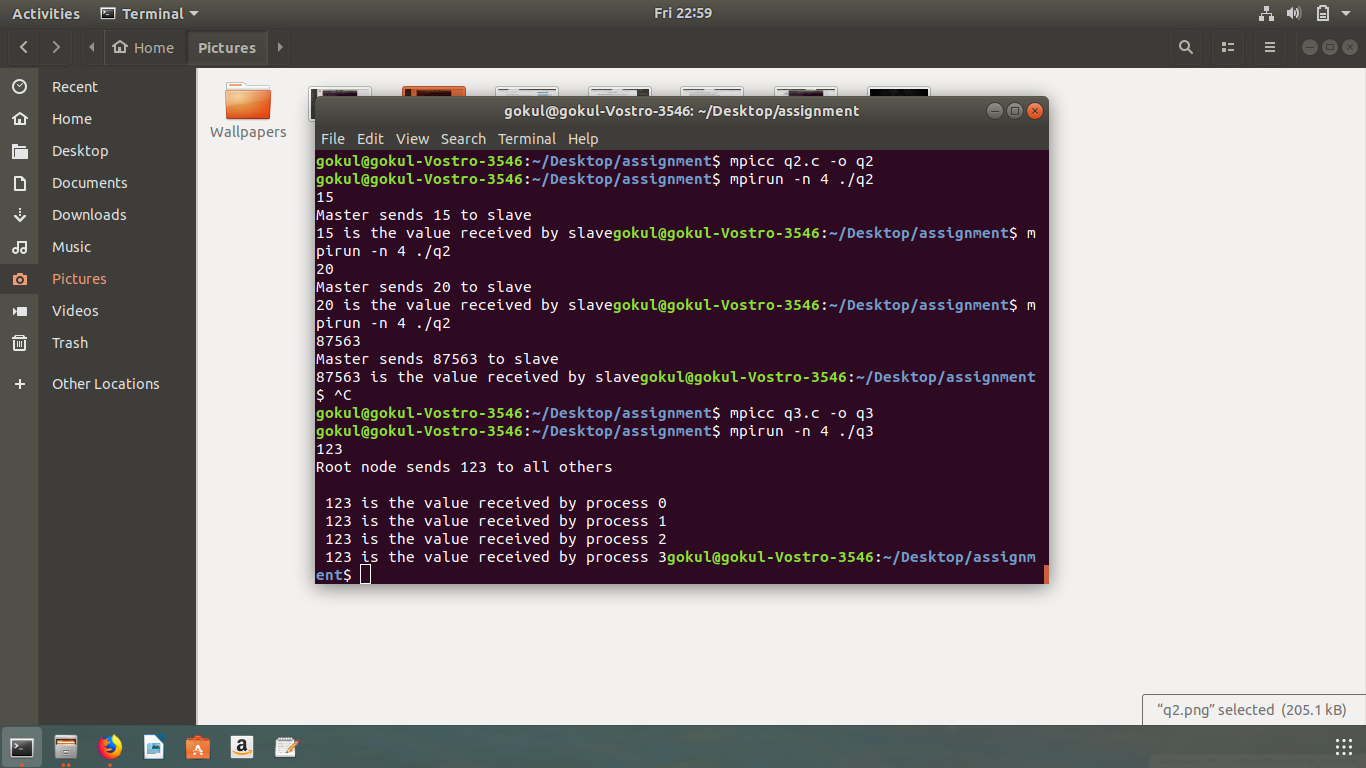 Activities Terminal Fri 22:59
Home Pictures
Recent
Home
Desktop
Documents
Downloads
Music
Pictures
Videos
Trash
Other Locations
Wallpapers
gokul@gokul-Vostro-3546: ~/Desktop/assignment
File Edit View Search Terminal Help
gokul@gokul-Vostro-3546:~/Desktop/assignment$ mpicc q2.c -o q2
gokul@gokul-Vostro-3546:~/Desktop/assignment$ mpirun -n 4 ./q2
15
Master sends 15 to slave
15 is the value received by slavegokul@gokul-Vostro-3546:~/Desktop/assignment$ m
pirun -n 4 ./q2
20
Master sends 20 to slave
20 is the value received by slavegokul@gokul-Vostro-3546:~/Desktop/assignment$ m
pirun -n 4 ./q2
87563
Master sends 87563 to slave
87563 is the value received by slavegokul@gokul-Vostro-3546:~/Desktop/assignment
$ ^C
gokul@gokul-Vostro-3546:~/Desktop/assignment$ mpicc q3.c -o q3
gokul@gokul-Vostro-3546:~/Desktop/assignment$ mpirun -n 4 ./q3
123
Root node sends 123 to all others
123 is the value received by process 0
123 is the value received by process 1
123 is the value received by process 2
123 is the value received by process 3gokul@gokul-Vostro-3546:~/Desktop/assignm
ent$
“q2.png” selected (205.1 kB)